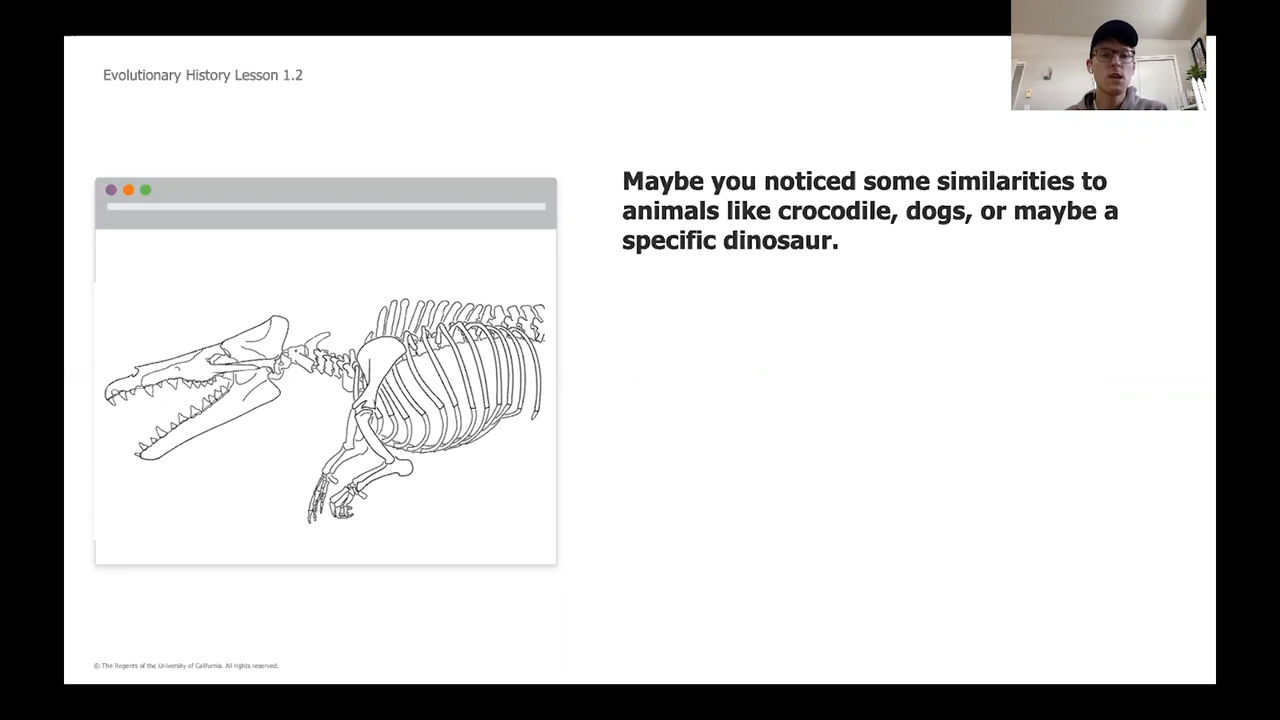 Evolutionary History Lesson 1.2
Maybe you noticed some similarities to
animals like crocodile, dogs, or maybe a
specific dinosaur.
© The Regents of the University of California. All rights reserved.